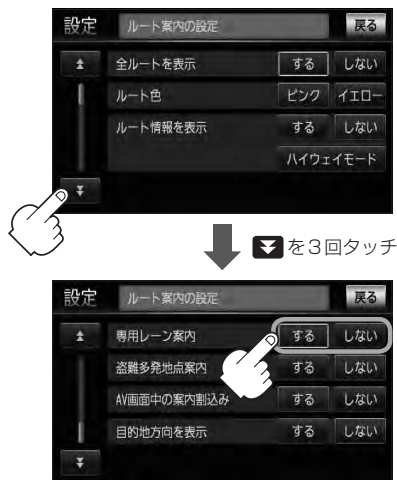 設定 ルート案内の設定 戻る
全ルートを表示 する しない
ルート色 ピンク イエロー
ルート情報を表示 する しない
ハイウェイモード
を3回タッチ
設定 ルート案内の設定 戻る
専用レーン案内 する しない
盗難多発地点案内 する しない
AV画面中の案内割込み する しない
目的地方向を表示 する しない